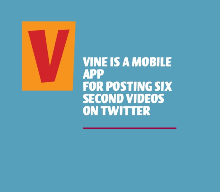 V
VINE IS A MOBILE
APP
FOR POSTING SIX
SECOND VIDEOS
ON TWITTER